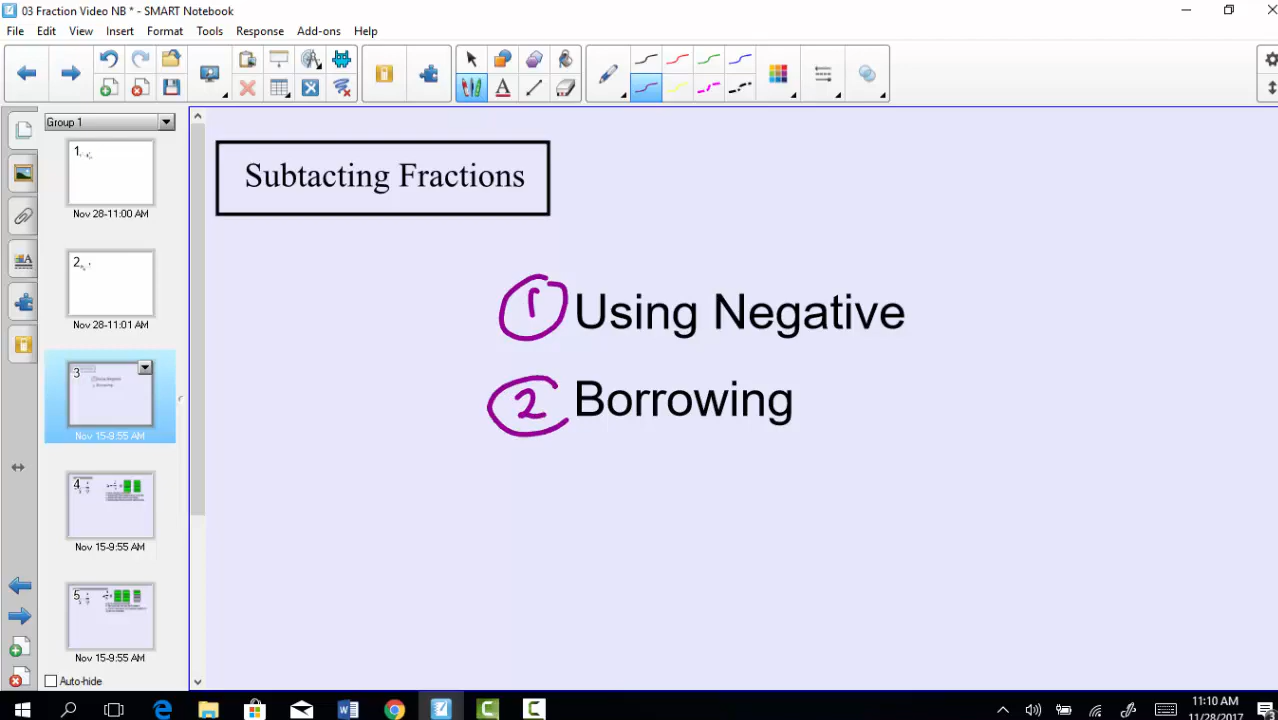 03 Fraction Video NB * - SMART Notebook
File Edit View Insert Format Tools Response Add-ons Help
Group 1
Subtacting Fractions
1 Using Negative
2 Borrowing
1
Nov 28-11:00 AM
2
Nov 28-11:01 AM
3
Nov 15-9:55 AM
4
Nov 15-9:55 AM
5
Nov 15-9:55 AM
Auto-hide
11:10 AM
11/28/2017